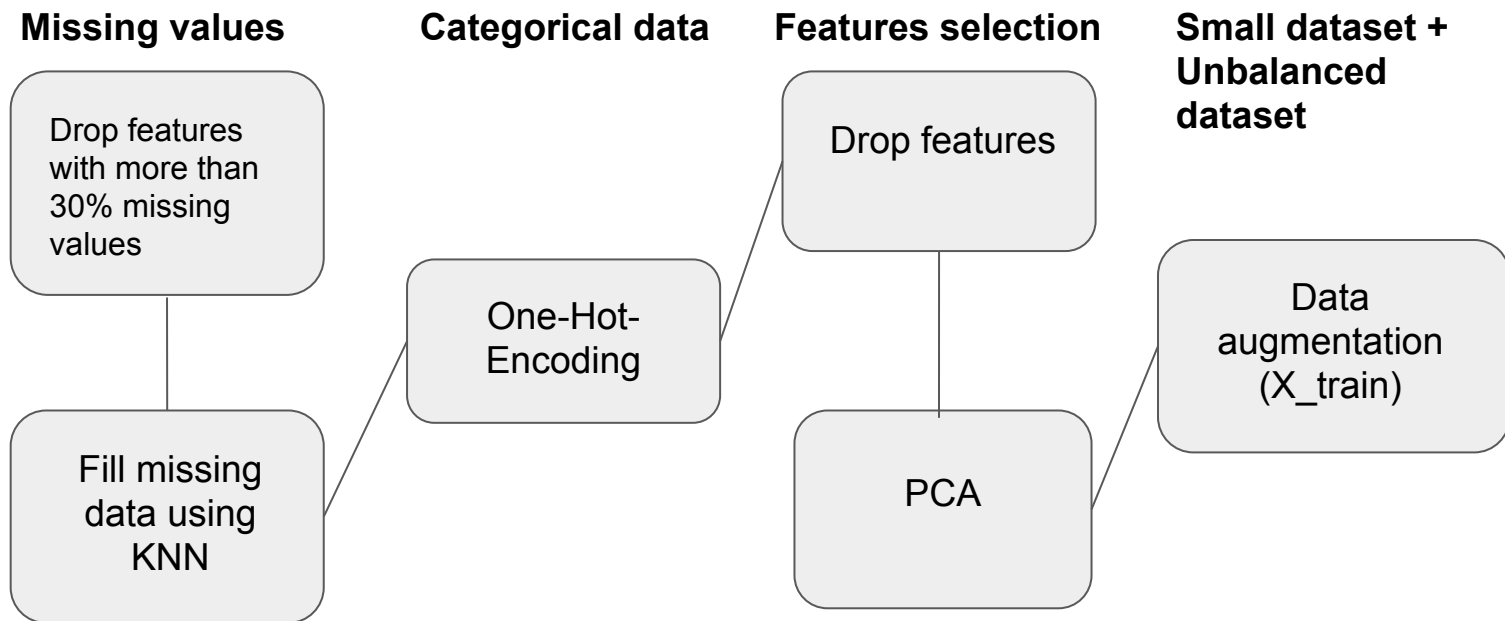 Missing values
Categorical data
Features selection
Small dataset +
Unbalanced
dataset
Drop features
with more than
30% missing
values
Fill missing
data using
KNN
One-Hot-
Encoding
Drop features
PCA
Data
augmentation
(X_train)